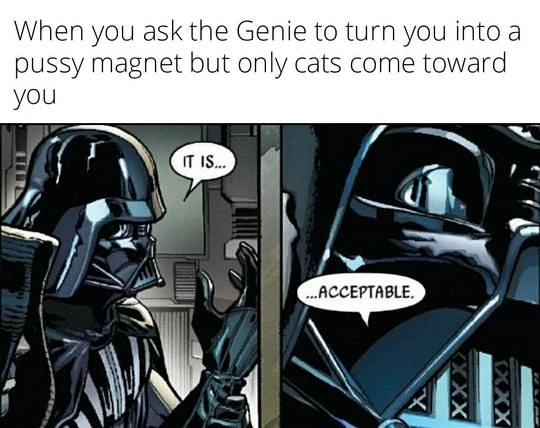 When you ask the Genie to turn you into a
pussy magnet but only cats come toward
you
IT IS...
...ACCEPTABLE.